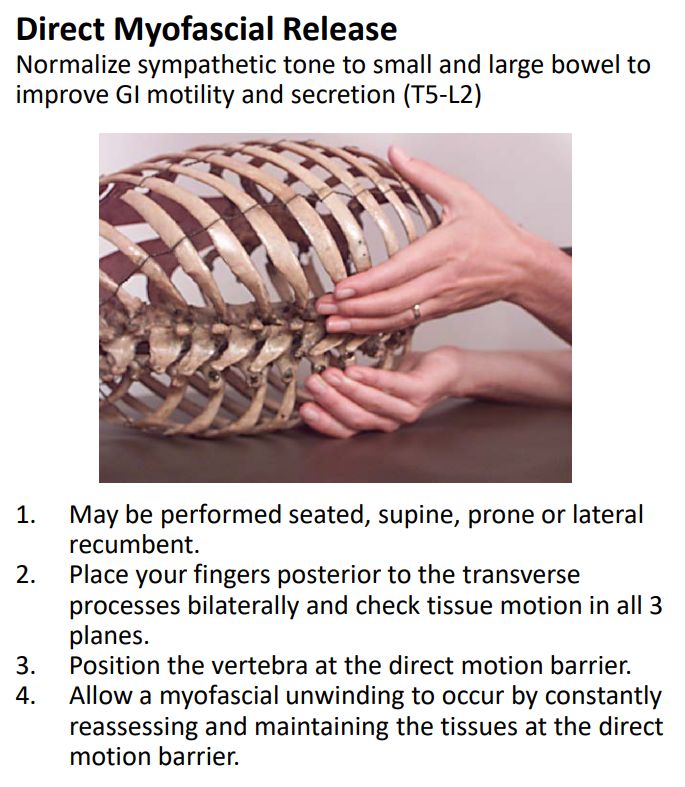 Direct Myofascial Release
Normalize sympathetic tone to small and large bowel to
improve GI motility and secretion (T5-L2)
1. May be performed seated, supine, prone or lateral
recumbent.
2. Place your fingers posterior to the transverse
processes bilaterally and check tissue motion in all 3
planes.
3. Position the vertebra at the direct motion barrier.
4. Allow a myofascial unwinding to occur by constantly
reassessing and maintaining the tissues at the direct
motion barrier.